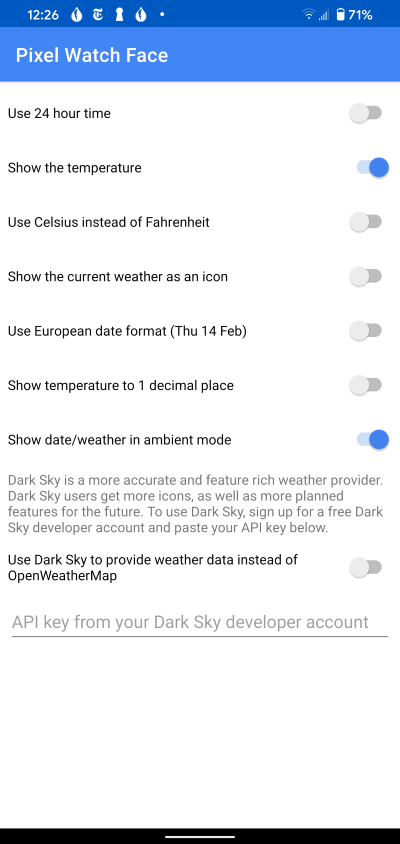 12:26
71%
Pixel Watch Face
Use 24 hour time
Show the temperature
Use Celsius instead of Fahrenheit
Show the current weather as an icon
Use European date format (Thu 14 Feb)
Show temperature to 1 decimal place
Show date/weather in ambient mode
Dark Sky is a more accurate and feature rich weather provider.
Dark Sky users get more icons, as well as more planned
features for the future. To use Dark Sky, sign up for a free Dark
Sky developer account and paste your API key below.
Use Dark Sky to provide weather data instead of
OpenWeatherMap
API key from your Dark Sky developer account